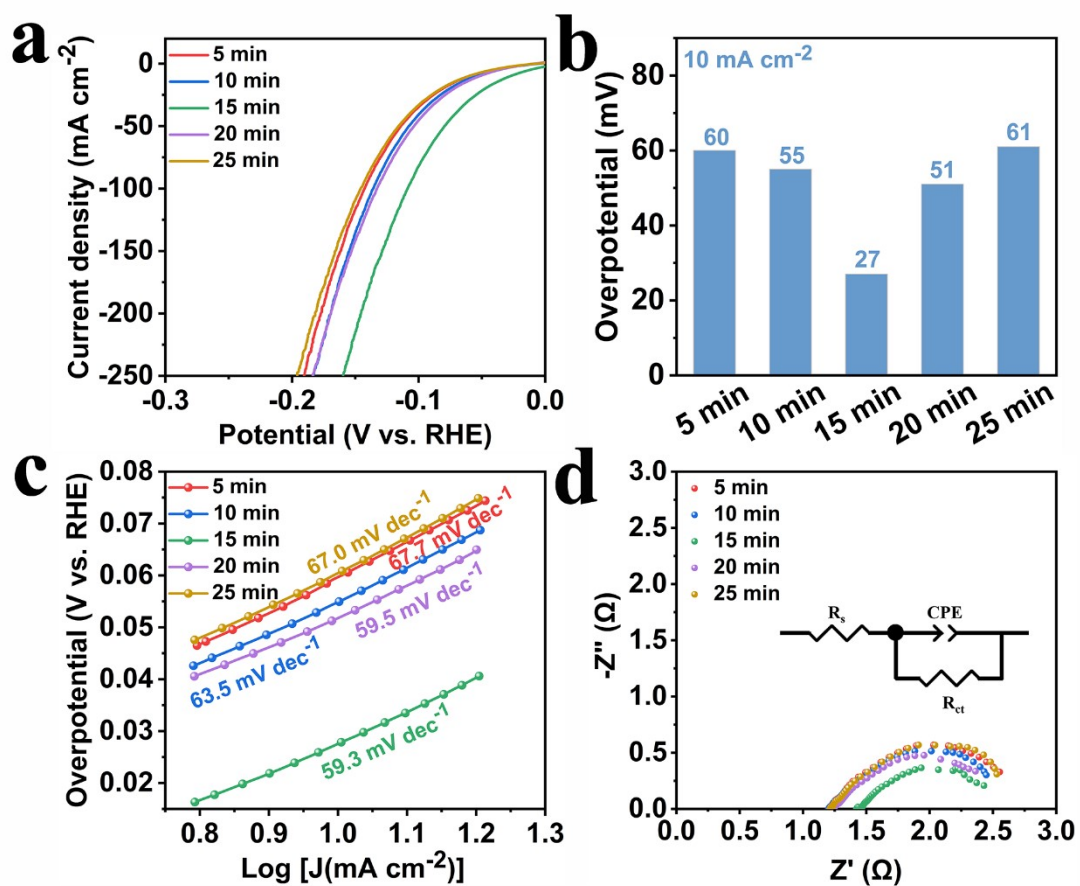 a
Current density (mA cm⁻²)
0
-50
-100
-150
-200
-250
5 min
10 min
15 min
20 min
25 min
-0.3
-0.2
-0.1
0.0
Potential (V vs. RHE)
b
Overpotential (mV)
80
60
40
20
0
10 mA cm⁻²
60
55
27
51
61
5 min
10 min
15 min
20 min
25 min
c
Overpotential (V vs. RHE)
0.08
0.07
0.06
0.05
0.04
0.03
0.02
5 min
10 min
15 min
20 min
25 min
67.0 mV dec⁻¹
67.7 mV dec⁻¹
59.5 mV dec⁻¹
63.5 mV dec⁻¹
59.3 mV dec⁻¹
0.8
0.9
1.0
1.1
1.2
1.3
Log [J(mA cm⁻²)]
d
-Z" (Ω)
3.0
2.5
2.0
1.5
1.0
0.5
0.0
5 min
10 min
15 min
20 min
25 min
Rs
CPE
Rct
0.0
0.5
1.0
1.5
2.0
2.5
3.0
Z' (Ω)